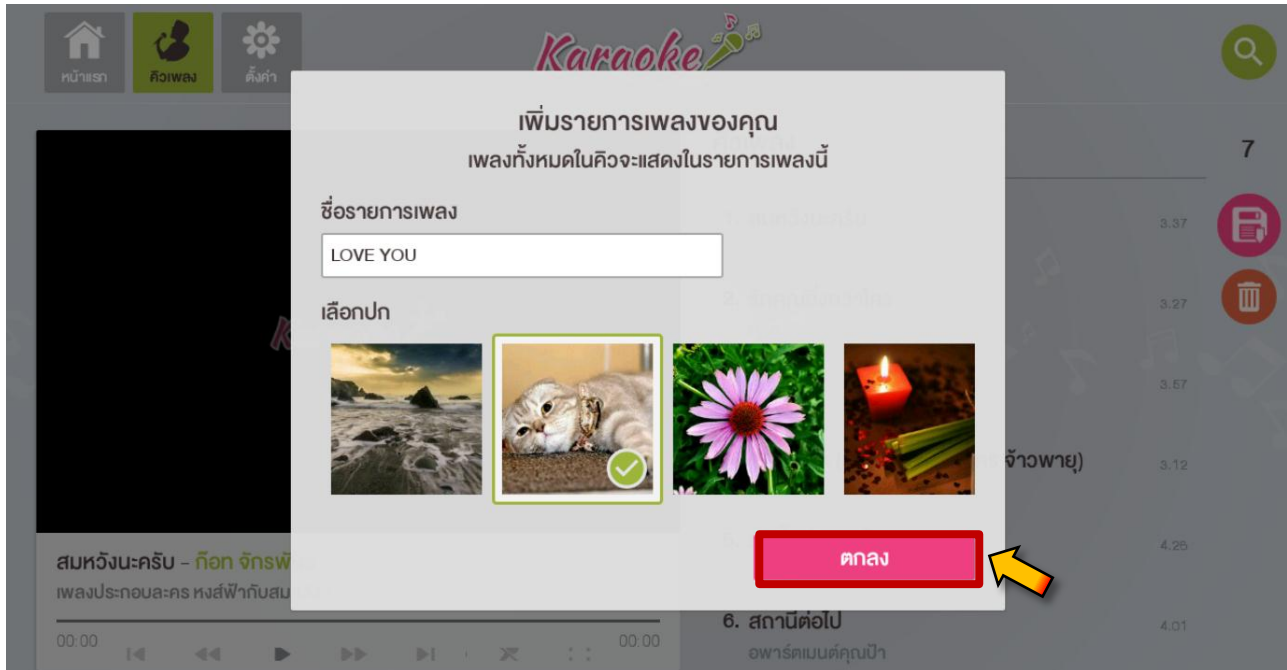 หน้าแรก
คิวเพลง
ตั้งค่า
Karaoke
เพิ่มรายการเพลงของคุณ
เพลงทั้งหมดในคิวจะแสดงในรายการเพลงนี้
7
ชื่อรายการเพลง
LOVE YOU
3.37
เลือกปก
3.27
3.57
จ้าวพายุ)
3.12
ตกลง
4.26
สมหวังนะครับ - ก๊อท จักรพั
เพลงประกอบละคร หงส์ฟ้ากับสม
00:00
00:00
6. สถานีต่อไป
4.01
อพาร์ตเมนต์คุณป้า